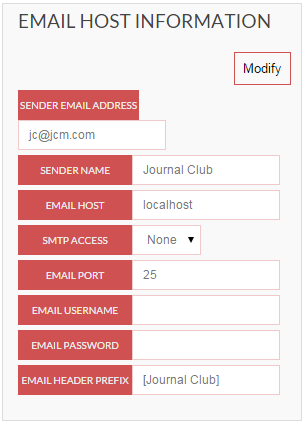 EMAIL HOST INFORMATION
Modify
SENDER EMAIL ADDRESS
jc@jcm.com
SENDER NAME Journal Club
EMAIL HOST localhost
SMTP ACCESS None
EMAIL PORT 25
EMAIL USERNAME
EMAIL PASSWORD
EMAIL HEADER PREFIX [Journal Club]